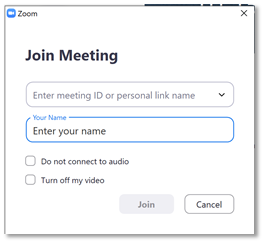 Zoom
Join Meeting
Enter meeting ID or personal link name
Your Name
Enter your name
Do not connect to audio
Turn off my video
Join Cancel